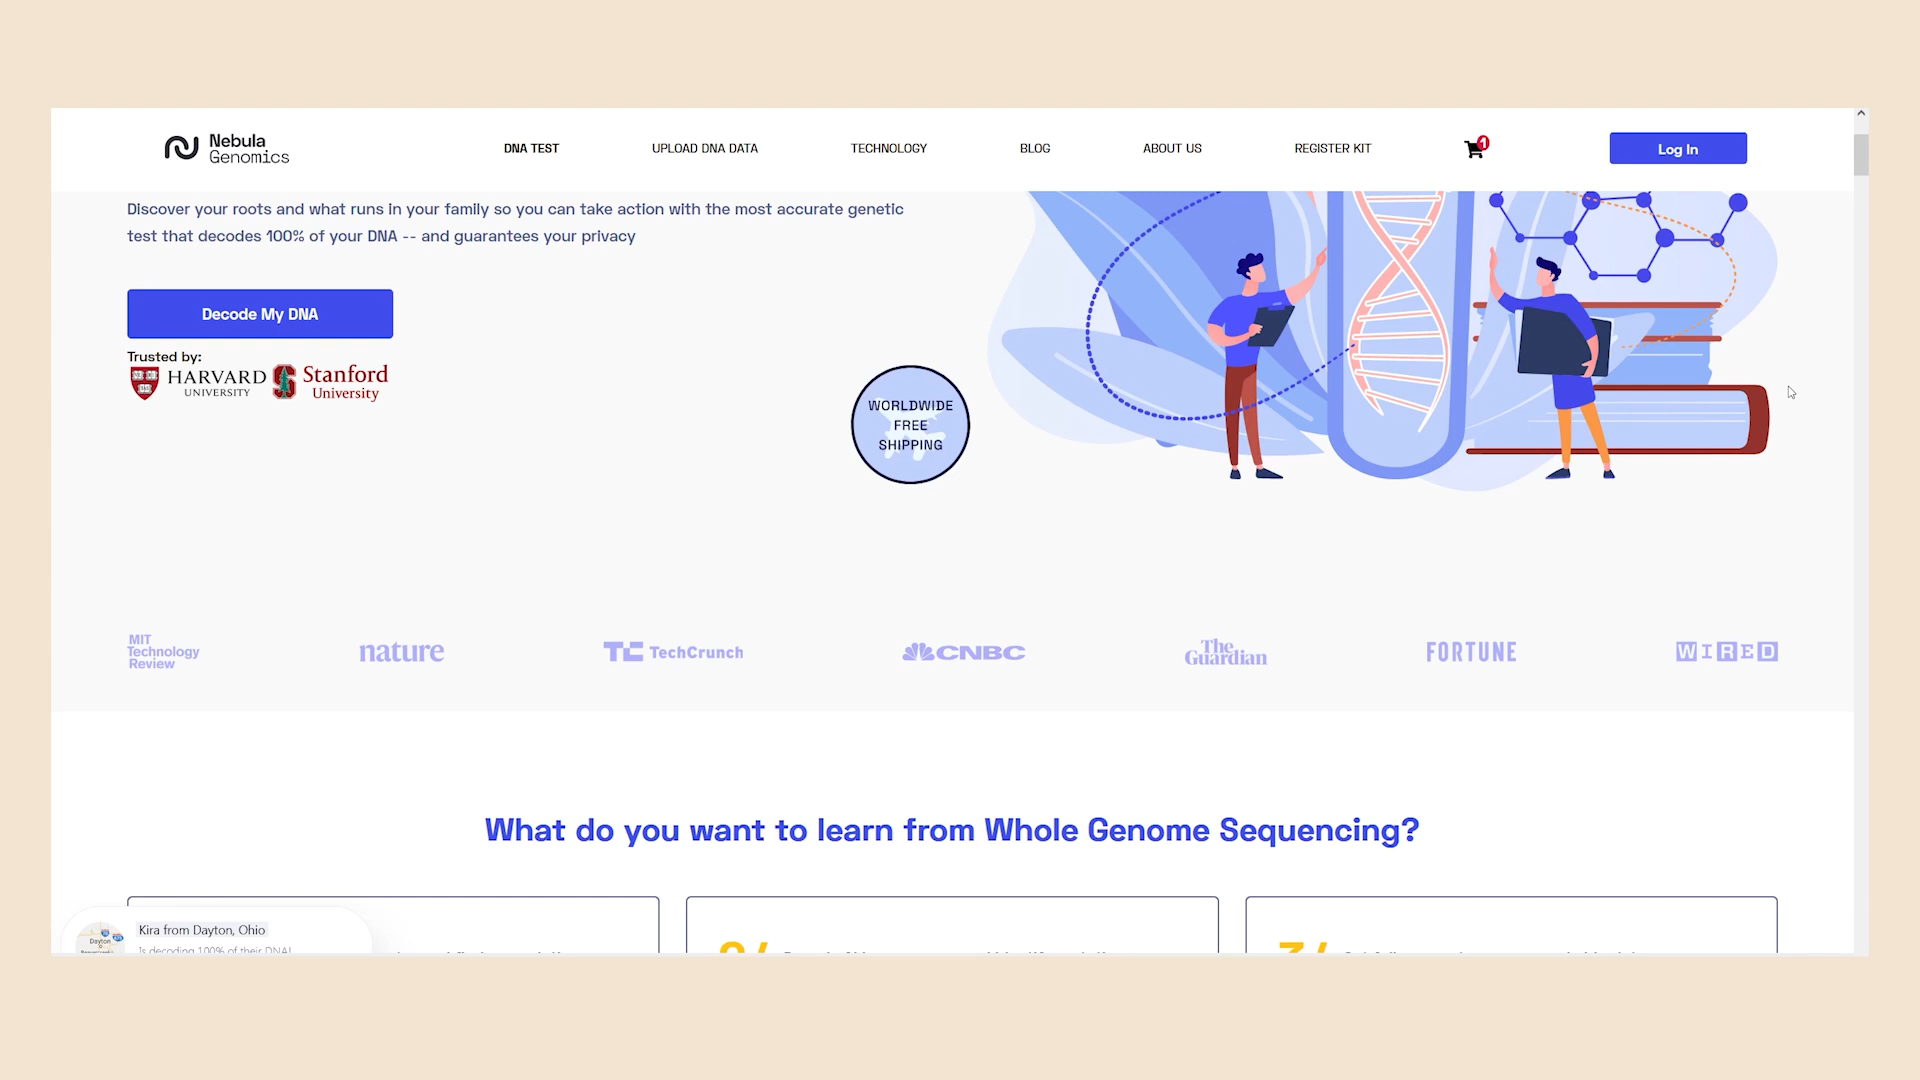 Nebula
Genomics
DNA TEST
UPLOAD DNA DATA
TECHNOLOGY
BLOG
ABOUT US
REGISTER KIT
1
Log In
Discover your roots and what runs in your family so you can take action with the most accurate genetic
test that decodes 100% of your DNA -- and guarantees your privacy
Decode My DNA
Trusted by:
HARVARD
UNIVERSITY
Stanford
University
WORLDWIDE
FREE
SHIPPING
MIT
Technology
Review
nature
TC TechCrunch
CNBC
The
Guardian
FORTUNE
WIRED
What do you want to learn from Whole Genome Sequencing?
Kira from Dayton, Ohio
Dayton
Is decoding 100% of their DNA!